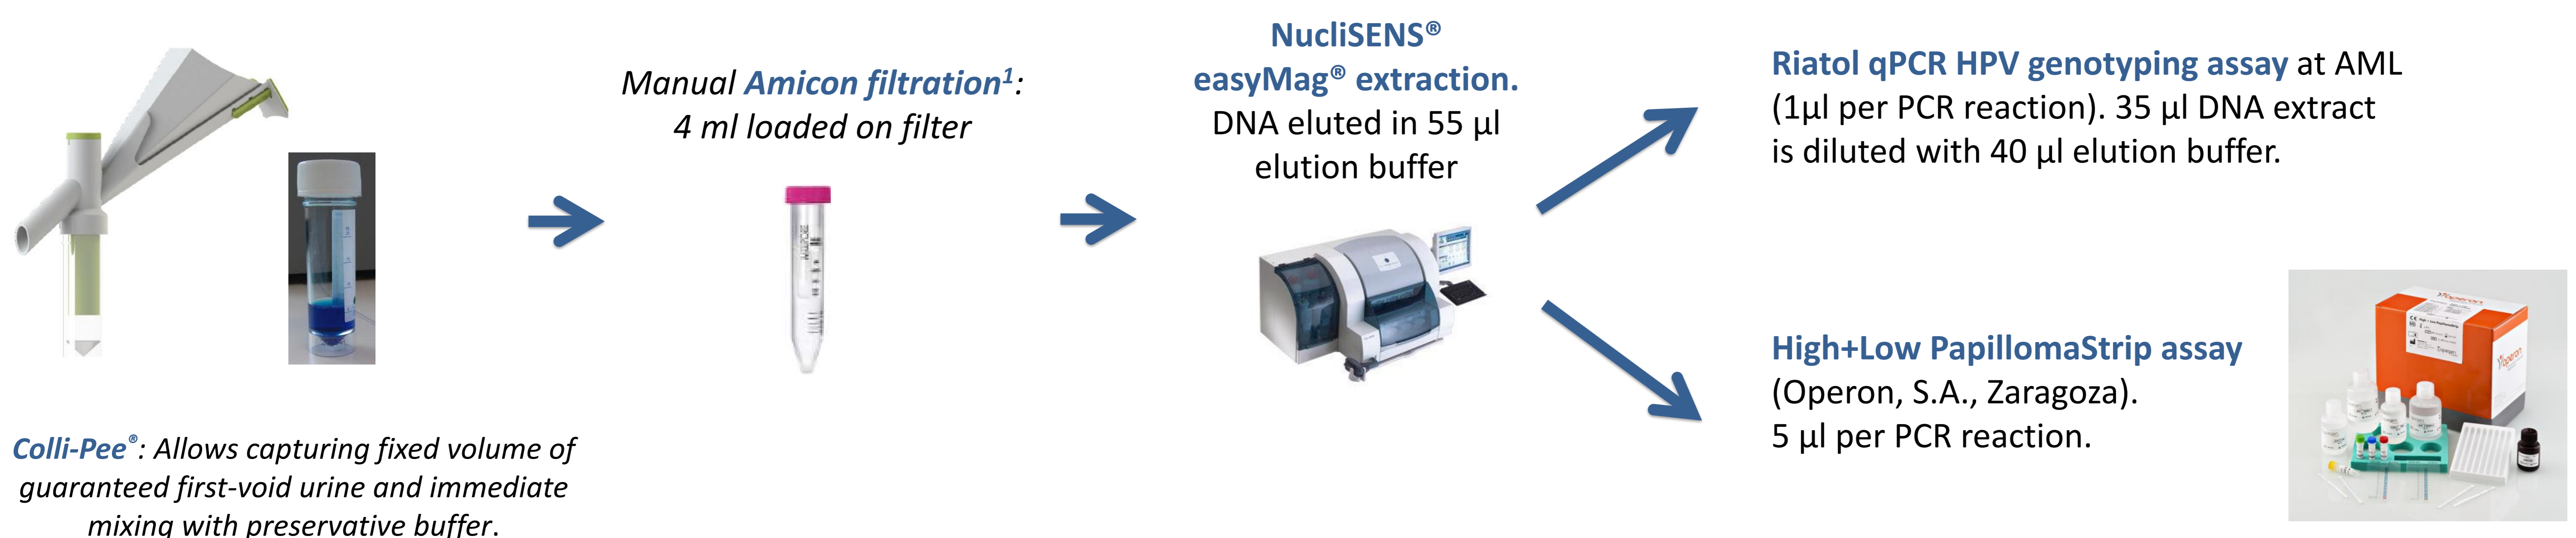 Colli-Pee®: Allows capturing fixed volume of
guaranteed first-void urine and immediate
mixing with preservative buffer.
Manual Amicon filtration¹:
4 ml loaded on filter
NucliSENS®
easyMag® extraction.
DNA eluted in 55 µl
elution buffer
Riatol qPCR HPV genotyping assay at AML
(1µl per PCR reaction). 35 µl DNA extract
is diluted with 40 µl elution buffer.
High+Low PapillomaStrip assay
(Operon, S.A., Zaragoza).
5 µl per PCR reaction.
operon
operon